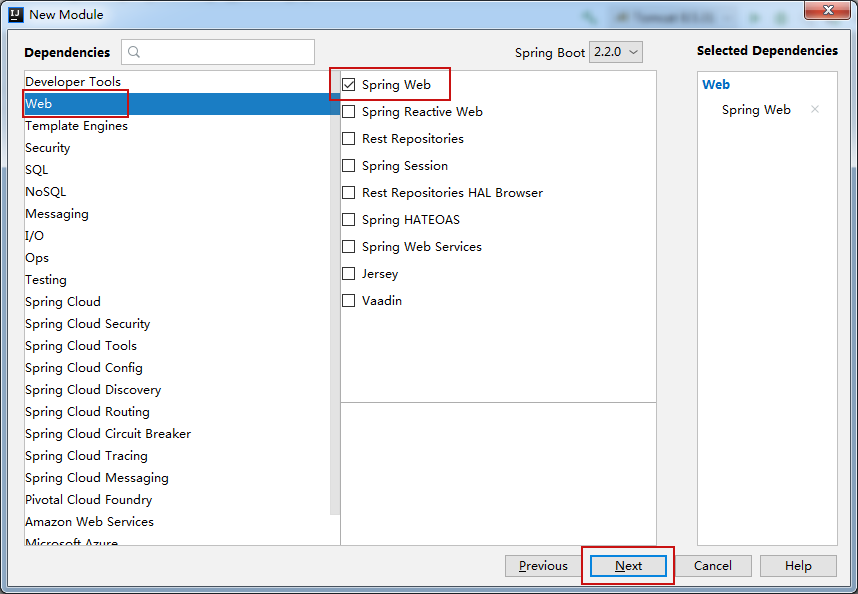 New Module
Dependencies
Spring Boot 2.2.0
Selected Dependencies
Developer Tools
Web
Template Engines
Security
SQL
NoSQL
Messaging
I/O
Ops
Testing
Spring Cloud
Spring Cloud Security
Spring Cloud Tools
Spring Cloud Config
Spring Cloud Discovery
Spring Cloud Routing
Spring Cloud Circuit Breaker
Spring Cloud Tracing
Spring Cloud Messaging
Pivotal Cloud Foundry
Amazon Web Services
Microsoft Azure
Spring Web
Spring Reactive Web
Rest Repositories
Spring Session
Rest Repositories HAL Browser
Spring HATEOAS
Spring Web Services
Jersey
Vaadin
Web
Spring Web
Previous
Next
Cancel
Help